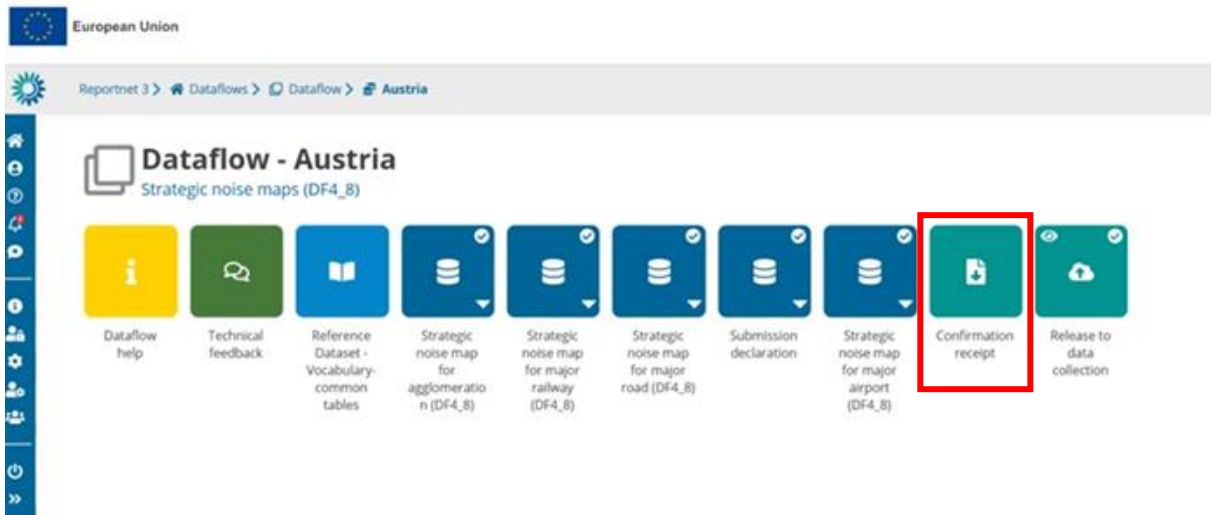 European Union
Reportnet 3 > Dataflows > Dataflow > Austria
Dataflow - Austria
Strategic noise maps (DF4_8)
Dataflow
help
Technical
feedback
Reference
Dataset -
Vocabulary-
common
tables
Strategic
noise map
for
agglomeratio
n (DF4_8)
Strategic
noise map
for major
railway
(DF4_8)
Strategic
noise map
for major
road (DF4_8)
Submission
declaration
Strategic
noise map
for major
airport
(DF4_8)
Confirmation
receipt
Release to
data
collection